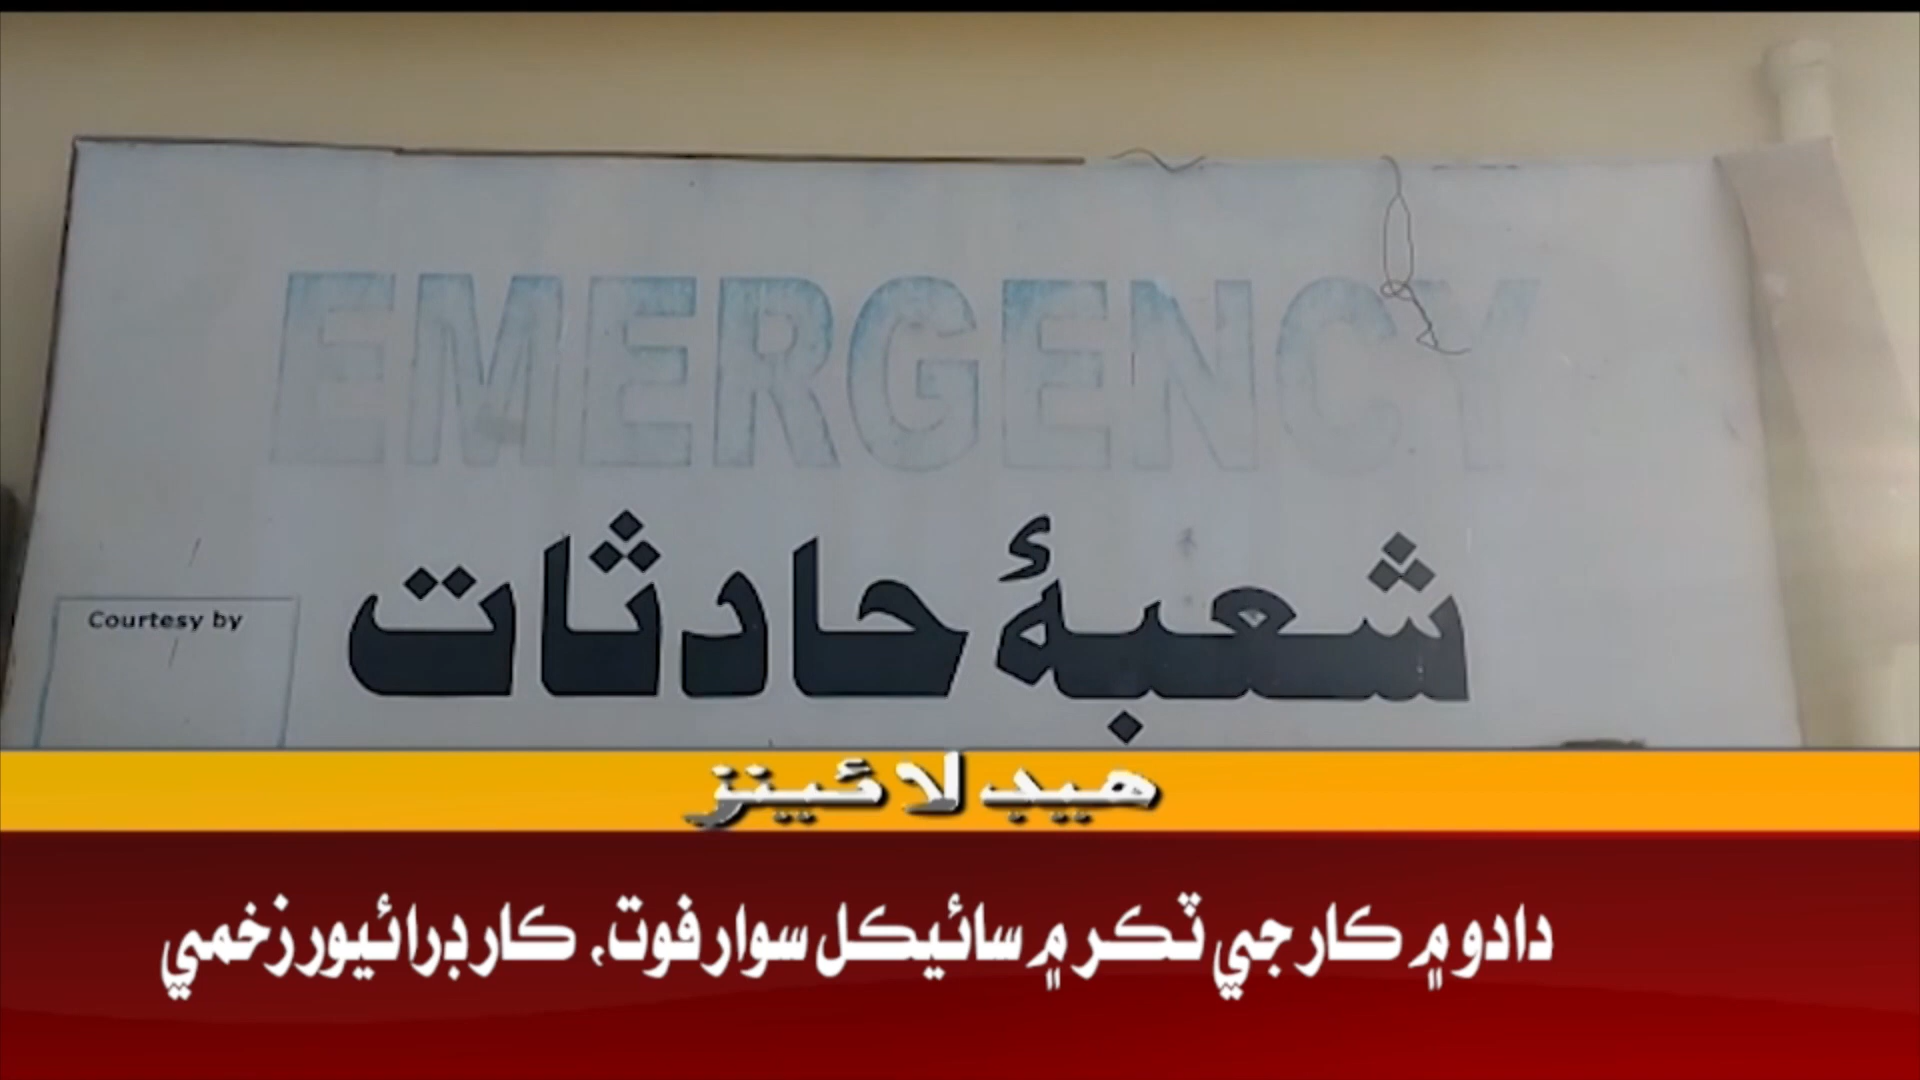 EMERGENCY
شعبۂ حادثات
Courtesy by
هيڊ لائينز
دادو ۾ ڪار جي ٽڪر ۾ سائيڪل سوار فوت، ڪار ڊرائيور زخمي